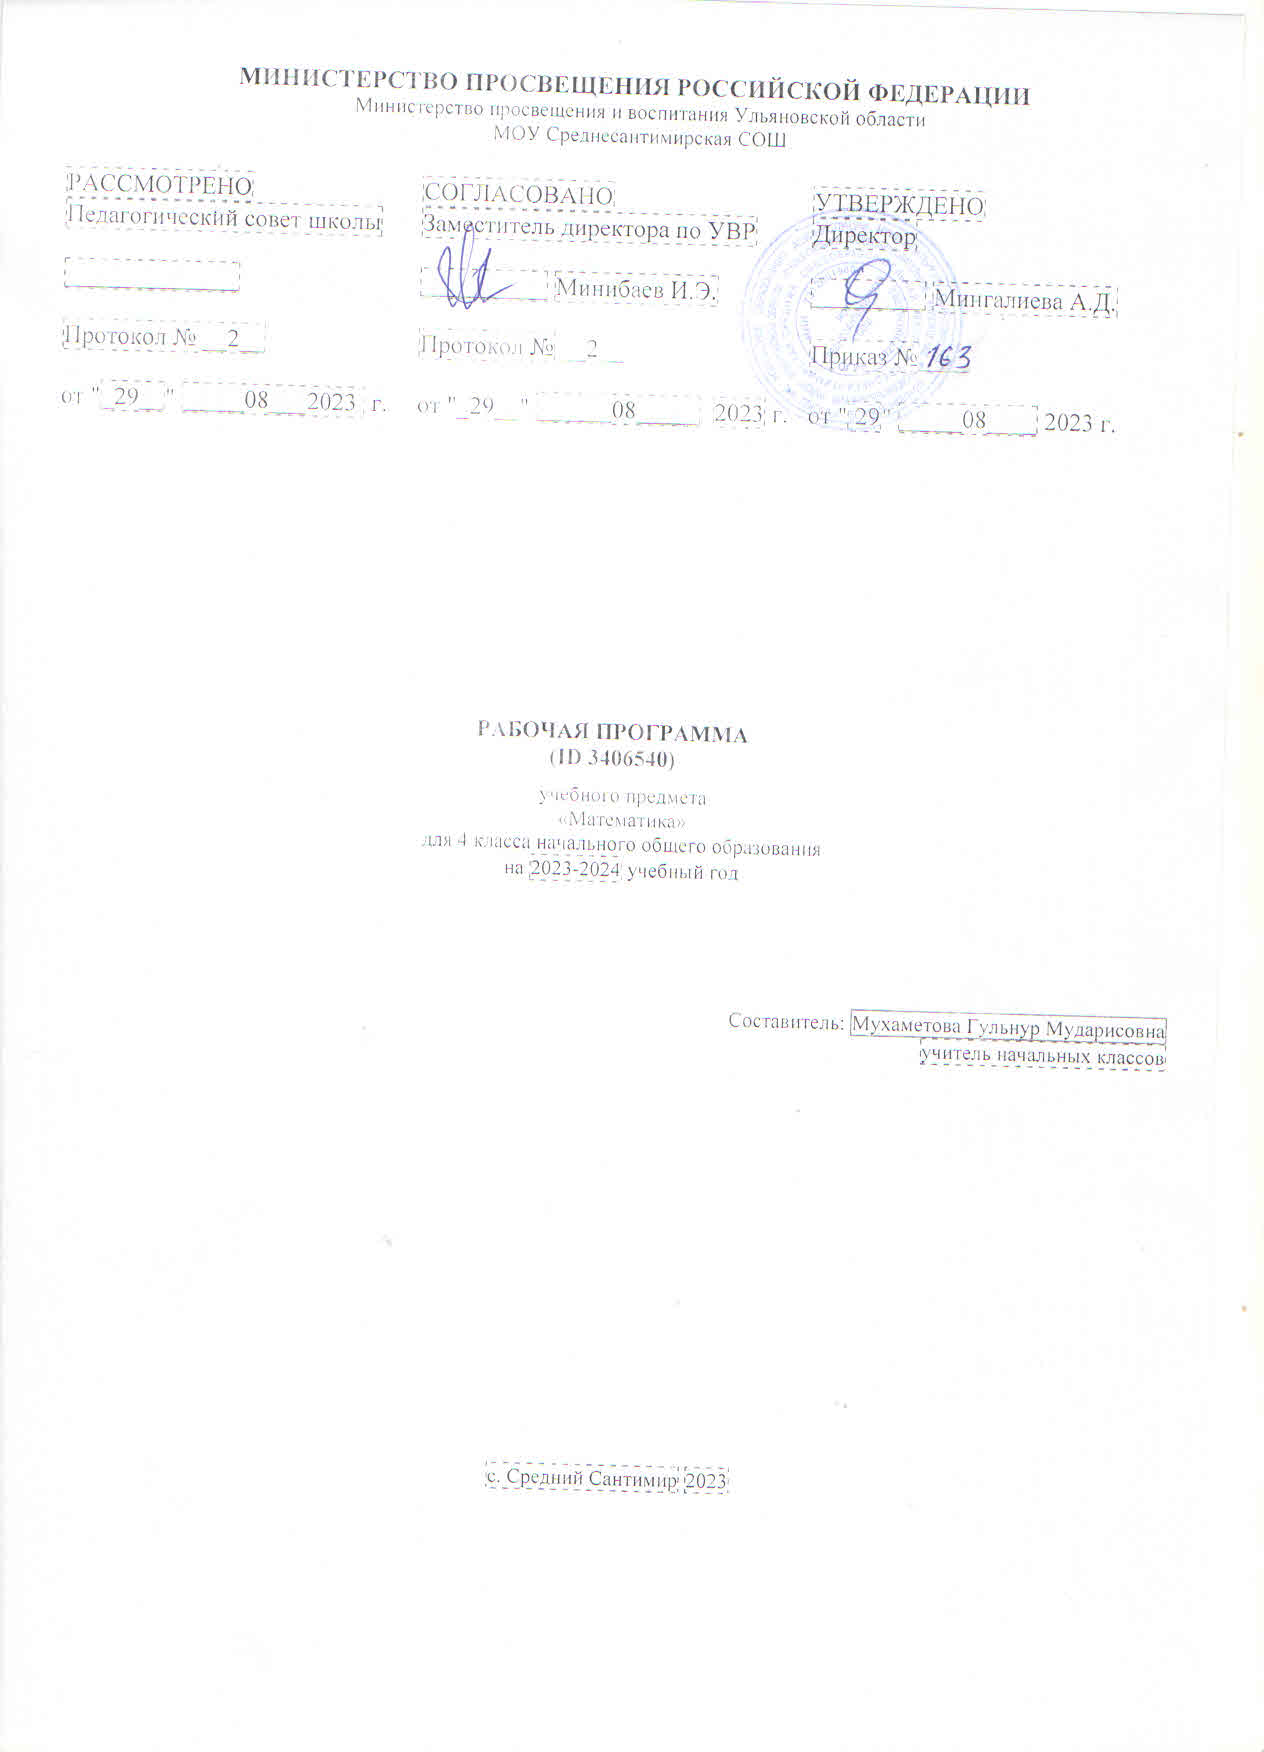 МИНИСТЕРСТВО ПРОСВЕЩЕНИЯ РОССИЙСКОЙ ФЕДЕРАЦИИ
Министерство просвещения и воспитания Ульяновской области
МОУ Среднесантимирская СОШ
РАССМОТРЕНО
Педагогический совет школы
Протокол № 2
от "29" 08 2023 г.
СОГЛАСОВАНО
Заместитель директора по УВР
Минибаев И.Э.
Протокол № 2
от "29" 08 2023 г.
УТВЕРЖДЕНО
Директор
Мингалиева А.Д.
Приказ № 163
от "29" 08 2023 г.
РАБОЧАЯ ПРОГРАММА
(ID 3406540)
учебного предмета
«Математика»
для 4 класса начального общего образования
на 2023-2024 учебный год
Составитель: Мухаметова Гульнур Мударисовна
учитель начальных классов
с. Средний Сантимир 2023